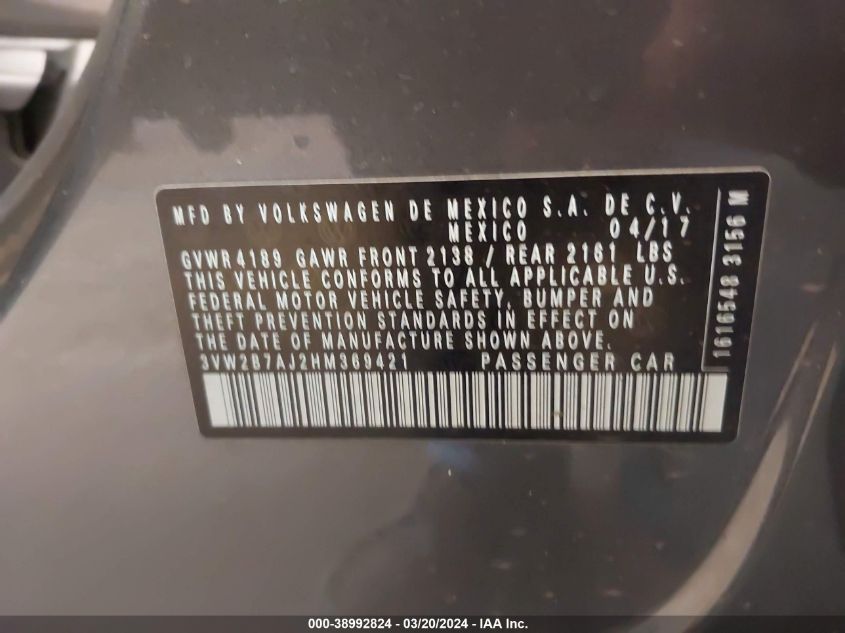 MFD BY VOLKSWAGEN DE MEXICO S.A. DE C.V.
MEXICO 04/17
GVWR 4189 GAWR FRONT 2138 / REAR 2161 LBS
THIS VEHICLE CONFORMS TO ALL APPLICABLE U.S.
FEDERAL MOTOR VEHICLE SAFETY, BUMPER AND
THEFT PREVENTION STANDARDS IN EFFECT ON
THE DATE OF MANUFACTURE SHOWN ABOVE.
3VW2B7AJ2HM369421 PASSENGER CAR
1616548 3156 M
000-38992824 - 03/20/2024 - IAA Inc.